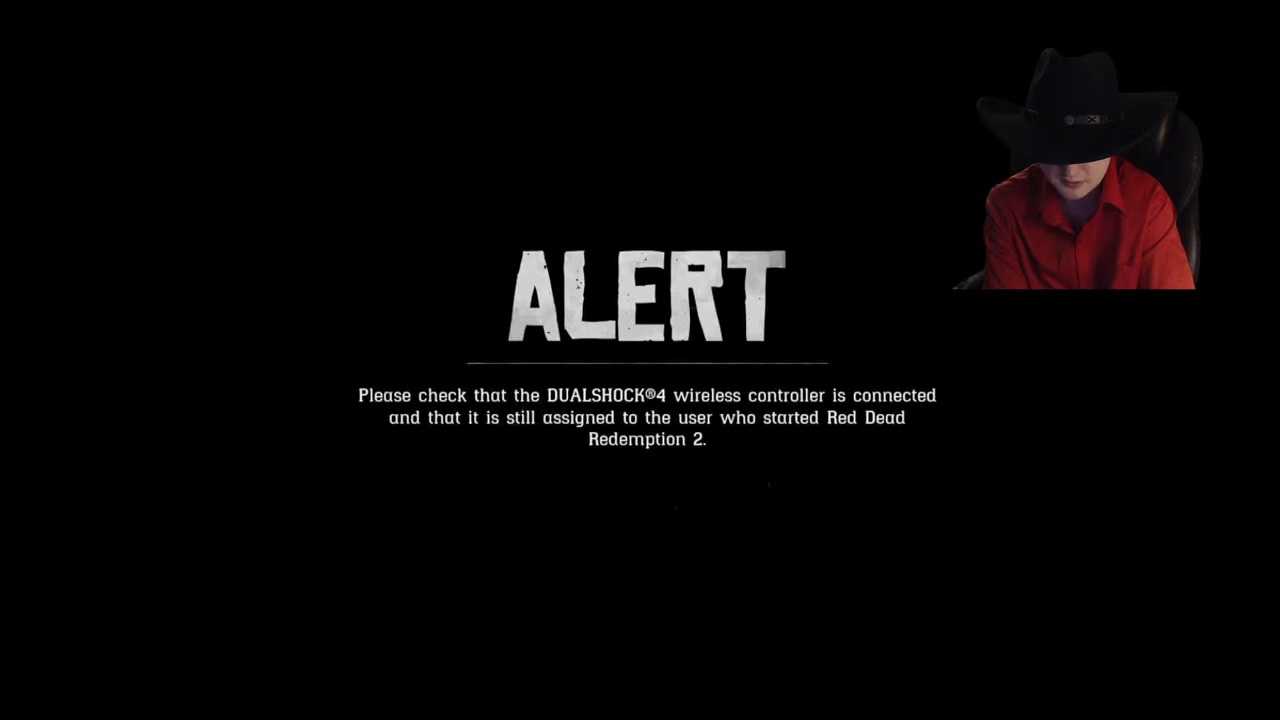 ALERT
Please check that the DUALSHOCK®4 wireless controller is connected
and that it is still assigned to the user who started Red Dead
Redemption 2.